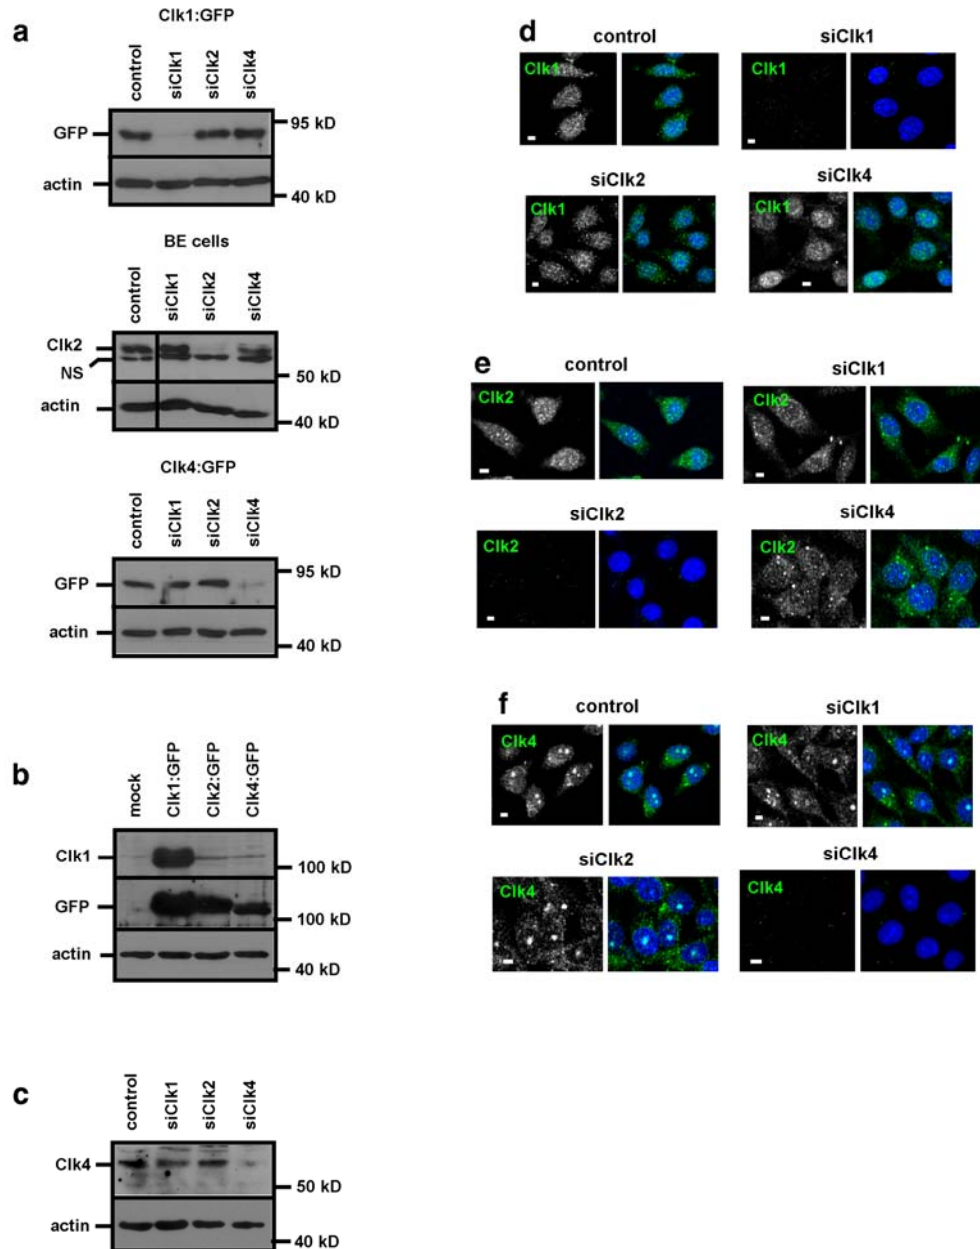 a
Clk1:GFP
control
siClk1
siClk2
siClk4
GFP
95 kD
actin
40 kD
BE cells
control
siClk1
siClk2
siClk4
Clk2
NS
50 kD
actin
40 kD
Clk4:GFP
control
siClk1
siClk2
siClk4
GFP
95 kD
actin
40 kD
b
mock
Clk1:GFP
Clk2:GFP
Clk4:GFP
Clk1
100 kD
GFP
100 kD
actin
40 kD
c
control
siClk1
siClk2
siClk4
Clk4
50 kD
actin
40 kD
d
control
siClk1
Clk1
Clk1
siClk2
siClk4
Clk1
Clk1
e
control
siClk1
Clk2
Clk2
siClk2
siClk4
Clk2
Clk2
f
control
siClk1
Clk4
Clk4
siClk2
siClk4
Clk4
Clk4